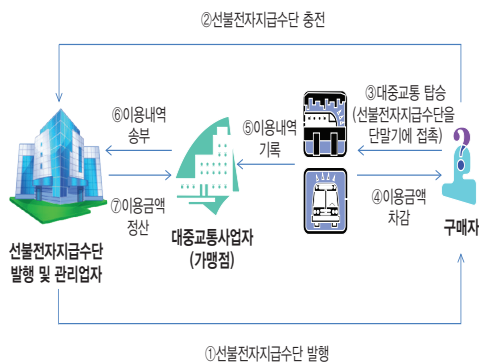 ②선불전자지급수단 충전
③대중교통 탑승
(선불전자지급수단을
단말기에 접촉)
⑥이용내역
송부
⑤이용내역
기록
④이용금액
차감
⑦이용금액
정산
구매자
대중교통사업자
(가맹점)
선불전자지급수단
발행 및 관리업자
①선불전자지급수단 발행